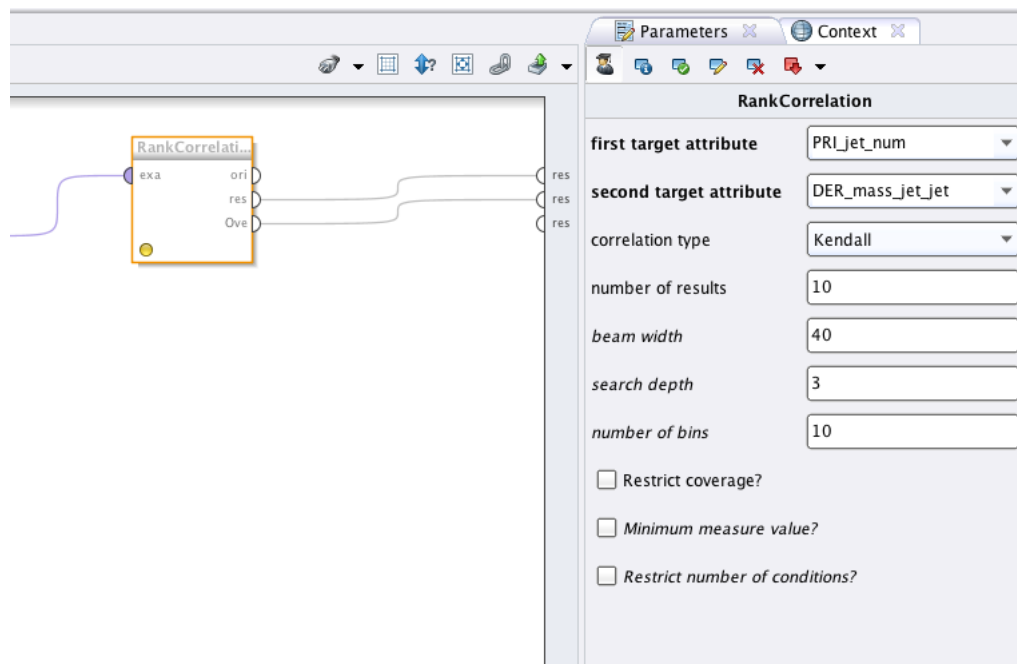 Parameters
Context
RankCorrelation
RankCorrelati...
exa
ori
res
Ove
res
res
res
first target attribute PRI_jet_num
second target attribute DER_mass_jet_jet
correlation type Kendall
number of results 10
beam width 40
search depth 3
number of bins 10
Restrict coverage?
Minimum measure value?
Restrict number of conditions?